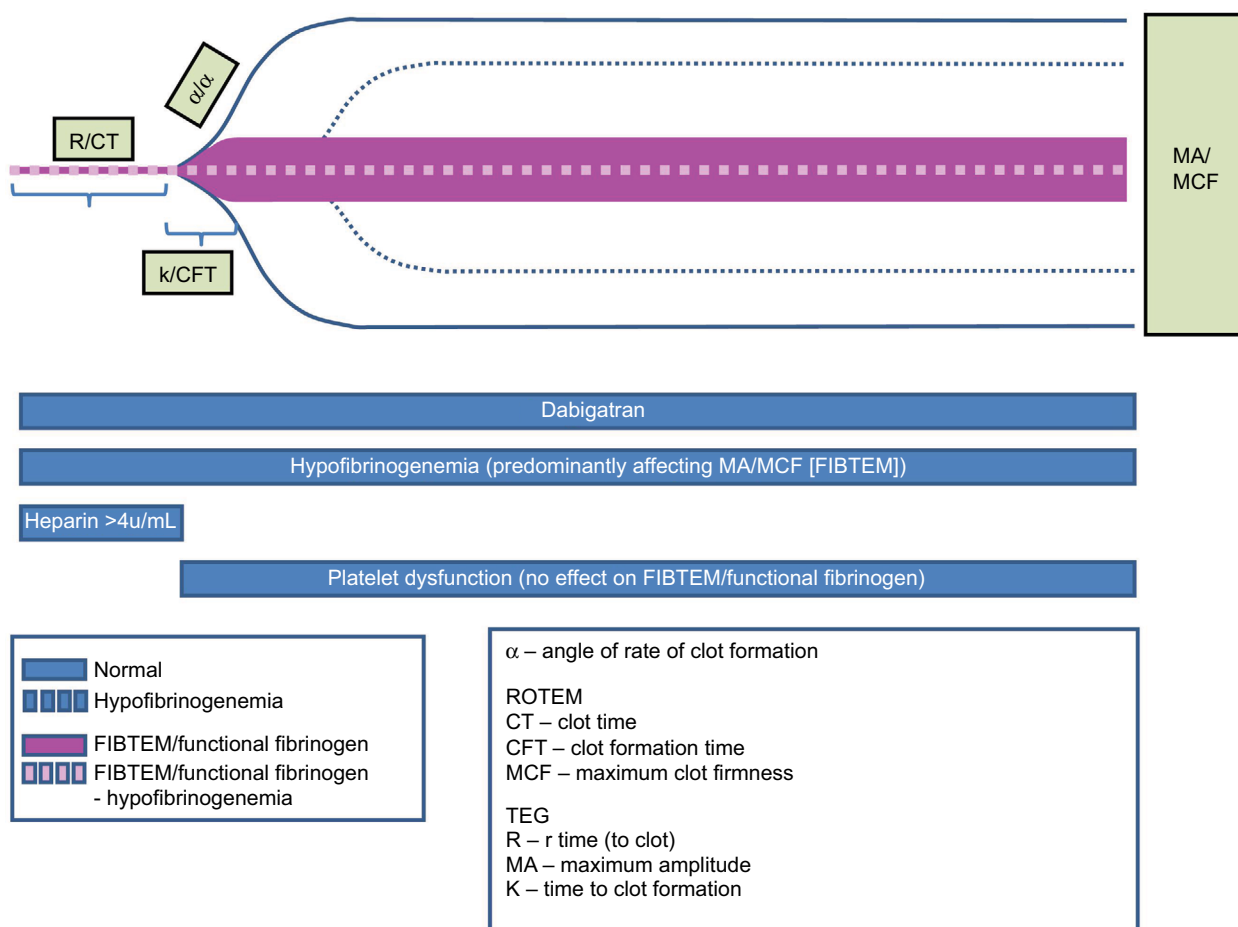 α/α
R/CT
k/CFT
MA/
MCF
Dabigatran
Hypofibrinogenemia (predominantly affecting MA/MCF [FIBTEM])
Heparin >4u/mL
Platelet dysfunction (no effect on FIBTEM/functional fibrinogen)
Normal
Hypofibrinogenemia
FIBTEM/functional fibrinogen
FIBTEM/functional fibrinogen
- hypofibrinogenemia
α – angle of rate of clot formation
ROTEM
CT – clot time
CFT – clot formation time
MCF – maximum clot firmness
TEG
R – r time (to clot)
MA – maximum amplitude
K – time to clot formation